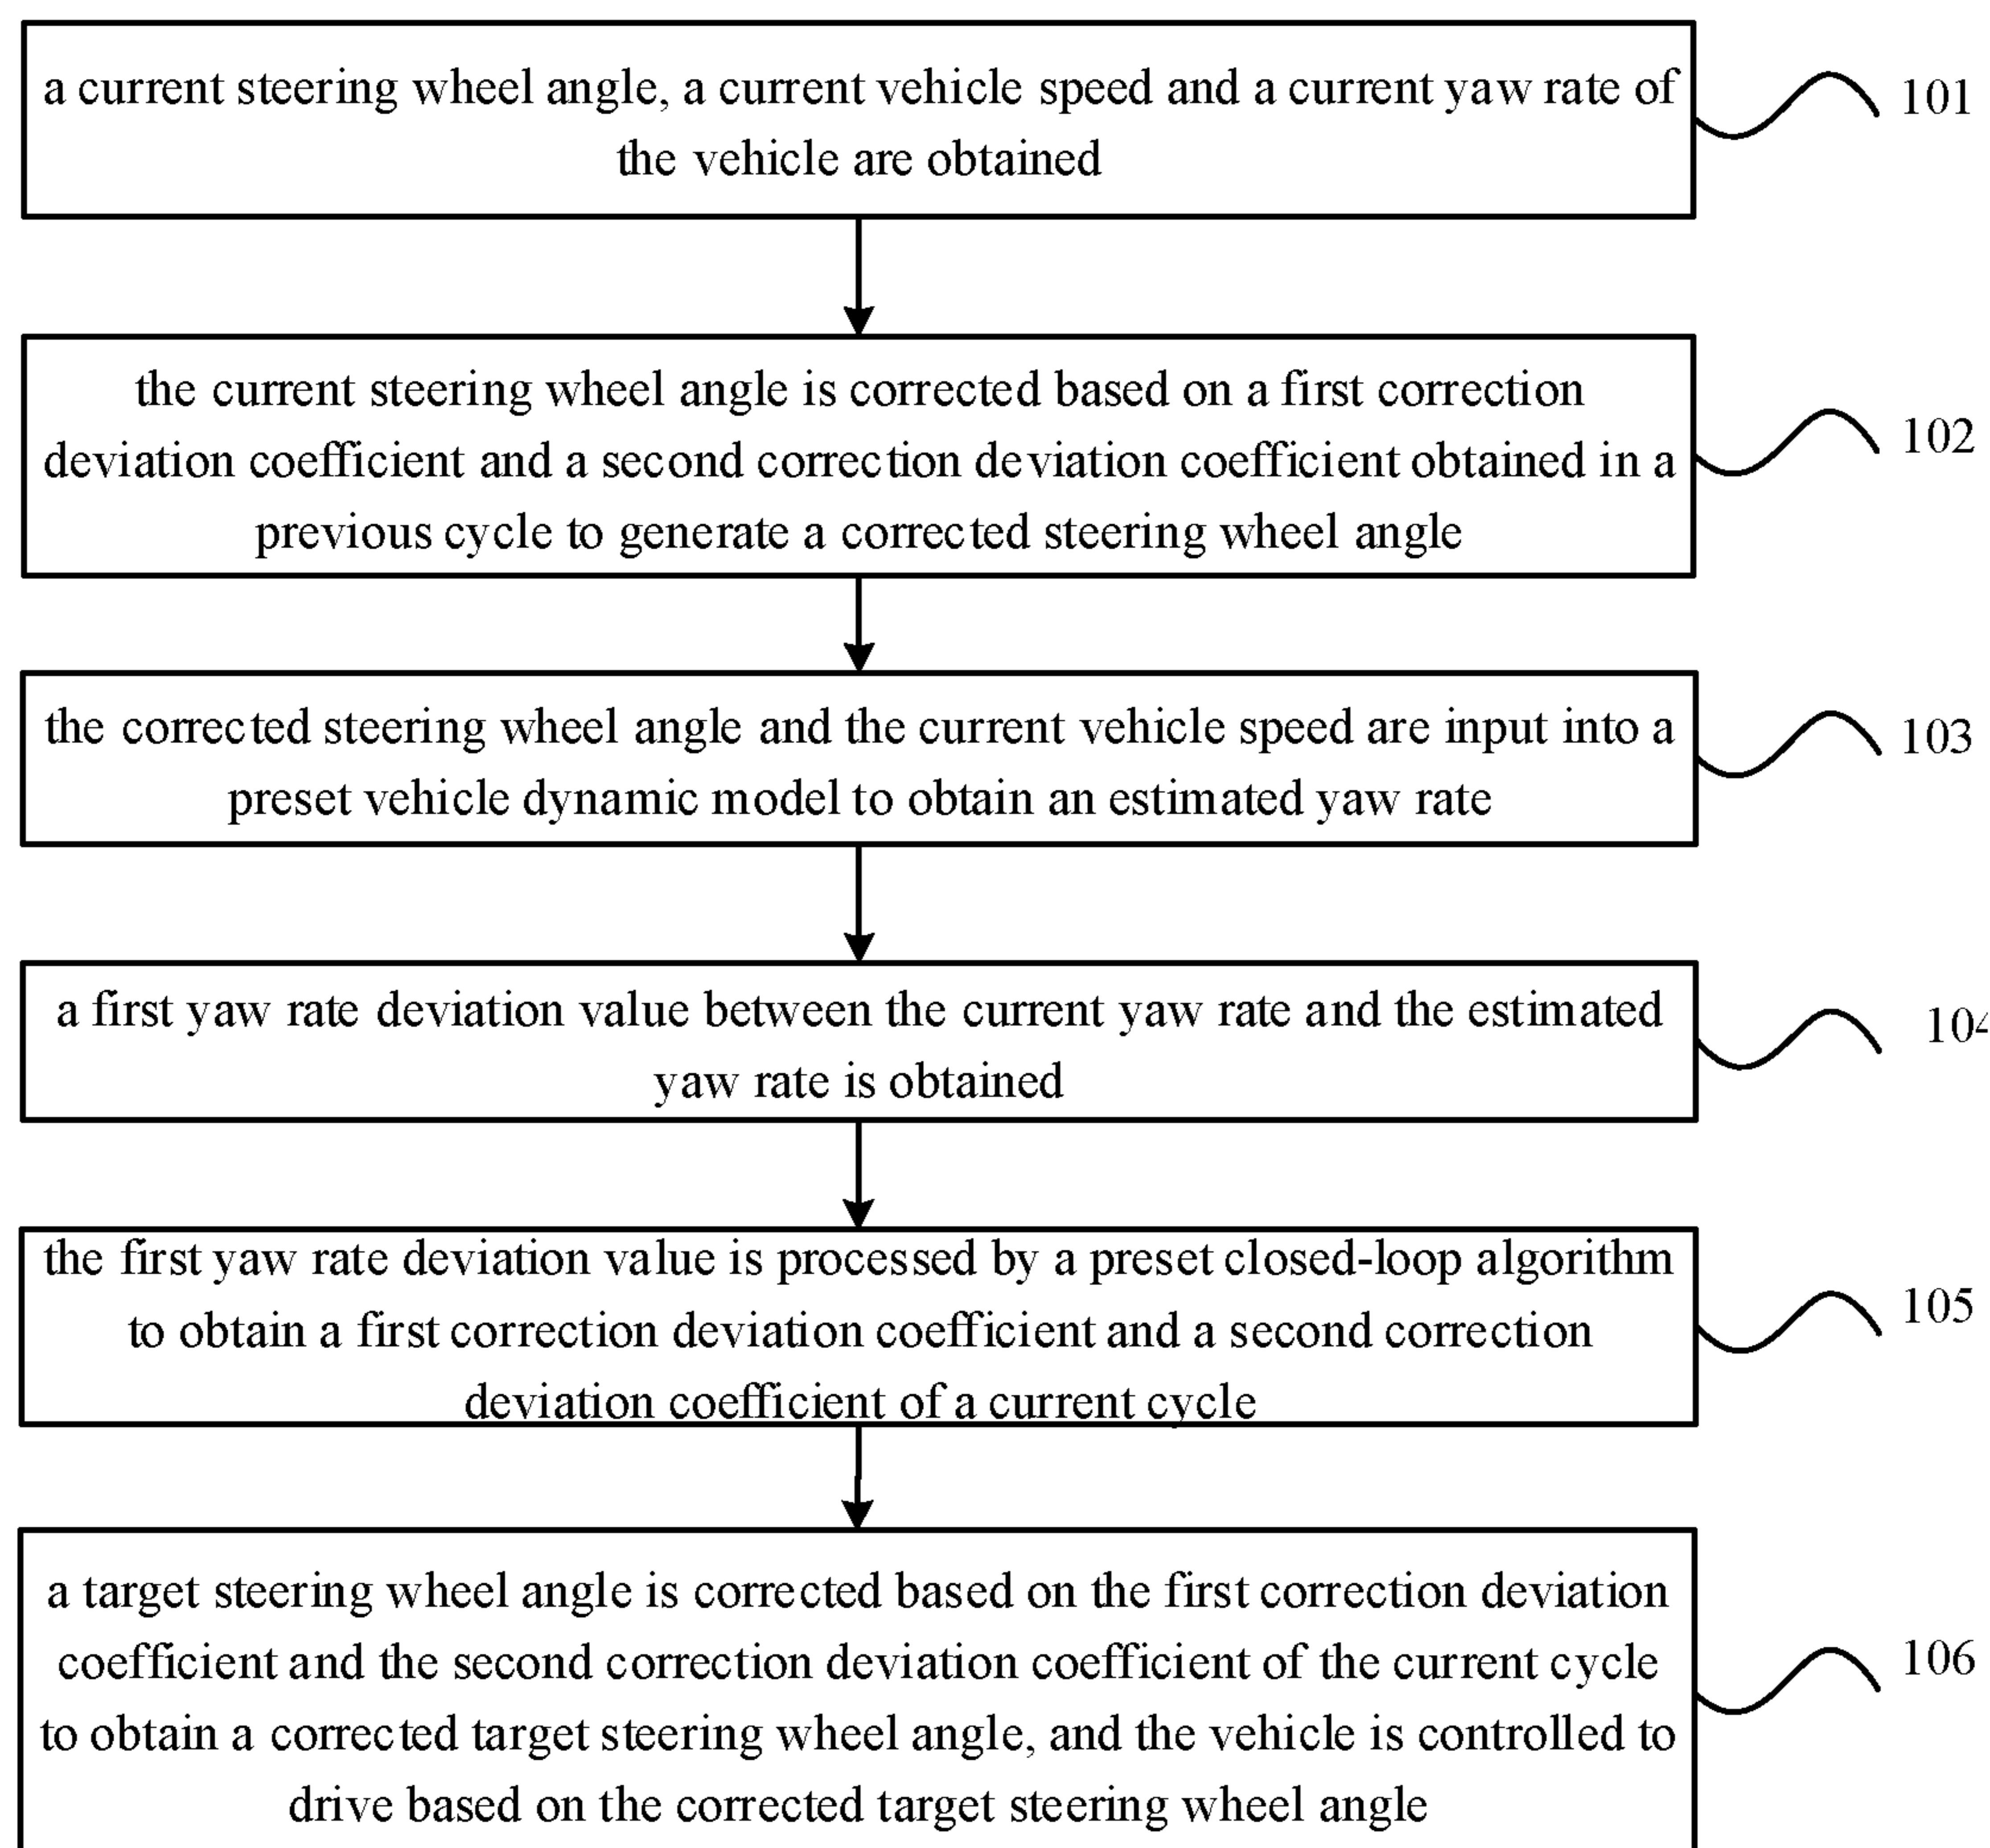 a current steering wheel angle, a current vehicle speed and a current yaw rate of
the vehicle are obtained
101
the current steering wheel angle is corrected based on a first correction
deviation coefficient and a second correction deviation coefficient obtained in a
previous cycle to generate a corrected steering wheel angle
102
the corrected steering wheel angle and the current vehicle speed are input into a
preset vehicle dynamic model to obtain an estimated yaw rate
103
a first yaw rate deviation value between the current yaw rate and the estimated
yaw rate is obtained
104
the first yaw rate deviation value is processed by a preset closed-loop algorithm
to obtain a first correction deviation coefficient and a second correction
deviation coefficient of a current cycle
105
a target steering wheel angle is corrected based on the first correction deviation
coefficient and the second correction deviation coefficient of the current cycle
to obtain a corrected target steering wheel angle, and the vehicle is controlled to
drive based on the corrected target steering wheel angle
106